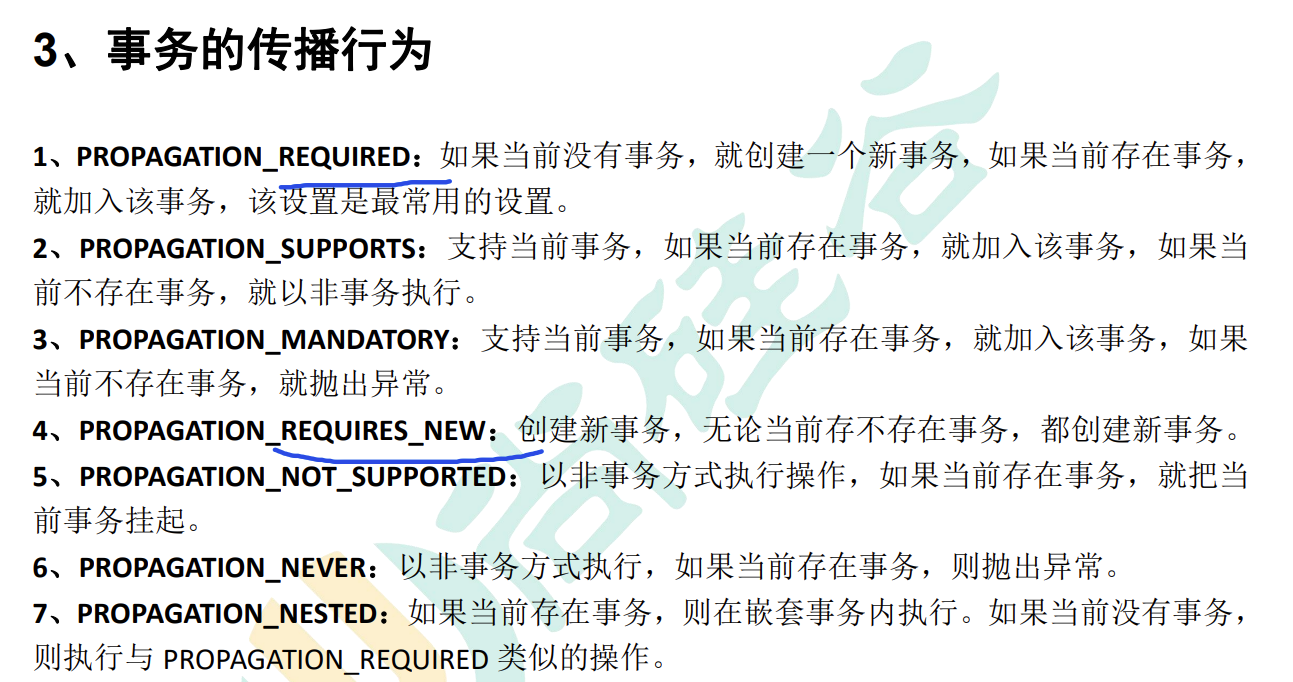 3、事务的传播行为
1、PROPAGATION_REQUIRED：如果当前没有事务，就创建一个新事务，如果当前存在事务，
就加入该事务，该设置是最常用的设置。
2、PROPAGATION_SUPPORTS：支持当前事务，如果当前存在事务，就加入该事务，如果当
前不存在事务，就以非事务执行。
3、PROPAGATION_MANDATORY：支持当前事务，如果当前存在事务，就加入该事务，如果
当前不存在事务，就抛出异常。
4、PROPAGATION_REQUIRES_NEW：创建新事务，无论当前存不存在事务，都创建新事务。
5、PROPAGATION_NOT_SUPPORTED：以非事务方式执行操作，如果当前存在事务，就把当
前事务挂起。
6、PROPAGATION_NEVER：以非事务方式执行，如果当前存在事务，则抛出异常。
7、PROPAGATION_NESTED：如果当前存在事务，则在嵌套事务内执行。如果当前没有事务，
则执行与 PROPAGATION_REQUIRED 类似的操作。
尚硅谷